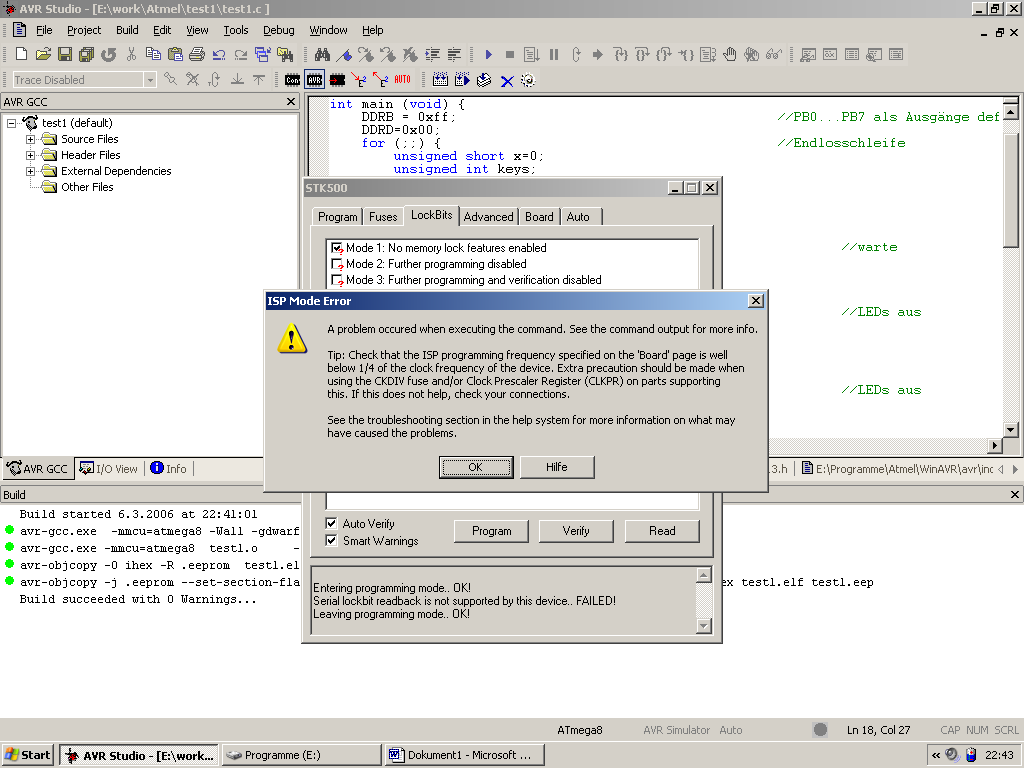 AVR Studio - [E:\work\Atmel\test1\test1.c ]
File Project Build Edit View Tools Debug Window Help
Trace Disabled
Con AVR AUTO
AVR GCC
test1 (default)
Source Files
Header Files
External Dependencies
Other Files
int main (void) {
DDRB = 0xff; //PB0...PB7 als Ausgänge def
DDRD=0x00;
for (;;) { //Endlosschleife
unsigned short x=0;
unsigned int keys;
//warte
//LEDs aus
//LEDs aus
STK500
Program Fuses LockBits Advanced Board Auto
Mode 1: No memory lock features enabled
Mode 2: Further programming disabled
Mode 3: Further programming and verification disabled
ISP Mode Error
A problem occured when executing the command. See the command output for more info.
Tip: Check that the ISP programming frequency specified on the 'Board' page is well
below 1/4 of the clock frequency of the device. Extra precaution should be made when
using the CKDIV fuse and/or Clock Prescaler Register (CLKPR) on parts supporting
this. If this does not help, check your connections.
See the troubleshooting section in the help system for more information on what may
have caused the problems.
OK Hilfe
AVR GCC I/O View Info
3.h E:\Programme\Atmel\WinAVR\avr\inc
Auto Verify
Smart Warnings
Program Verify Read
Entering programming mode.. OK!
Serial lockbit readback is not supported by this device.. FAILED!
Leaving programming mode.. OK!
Build
Build started 6.3.2006 at 22:41:01
avr-gcc.exe -mmcu=atmega8 -Wall -gdwarf
avr-gcc.exe -mmcu=atmega8 test1.o -
avr-objcopy -O ihex -R .eeprom test1.el
avr-objcopy -j .eeprom --set-section-fla ex test1.elf test1.eep
Build succeeded with 0 Warnings...
ATmega8 AVR Simulator Auto Ln 18, Col 27 CAP NUM SCRL
Start AVR Studio - [E:\work... Programme (E:) Dokument1 - Microsoft ... « 22:43